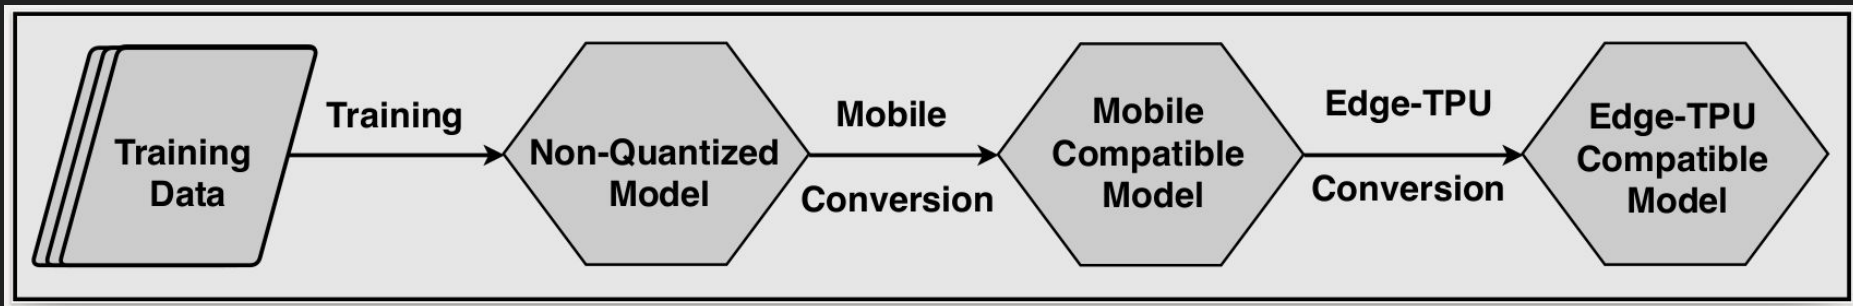 Training
Data
Training
Non-Quantized
Model
Mobile
Conversion
Mobile
Compatible
Model
Edge-TPU
Conversion
Edge-TPU
Compatible
Model